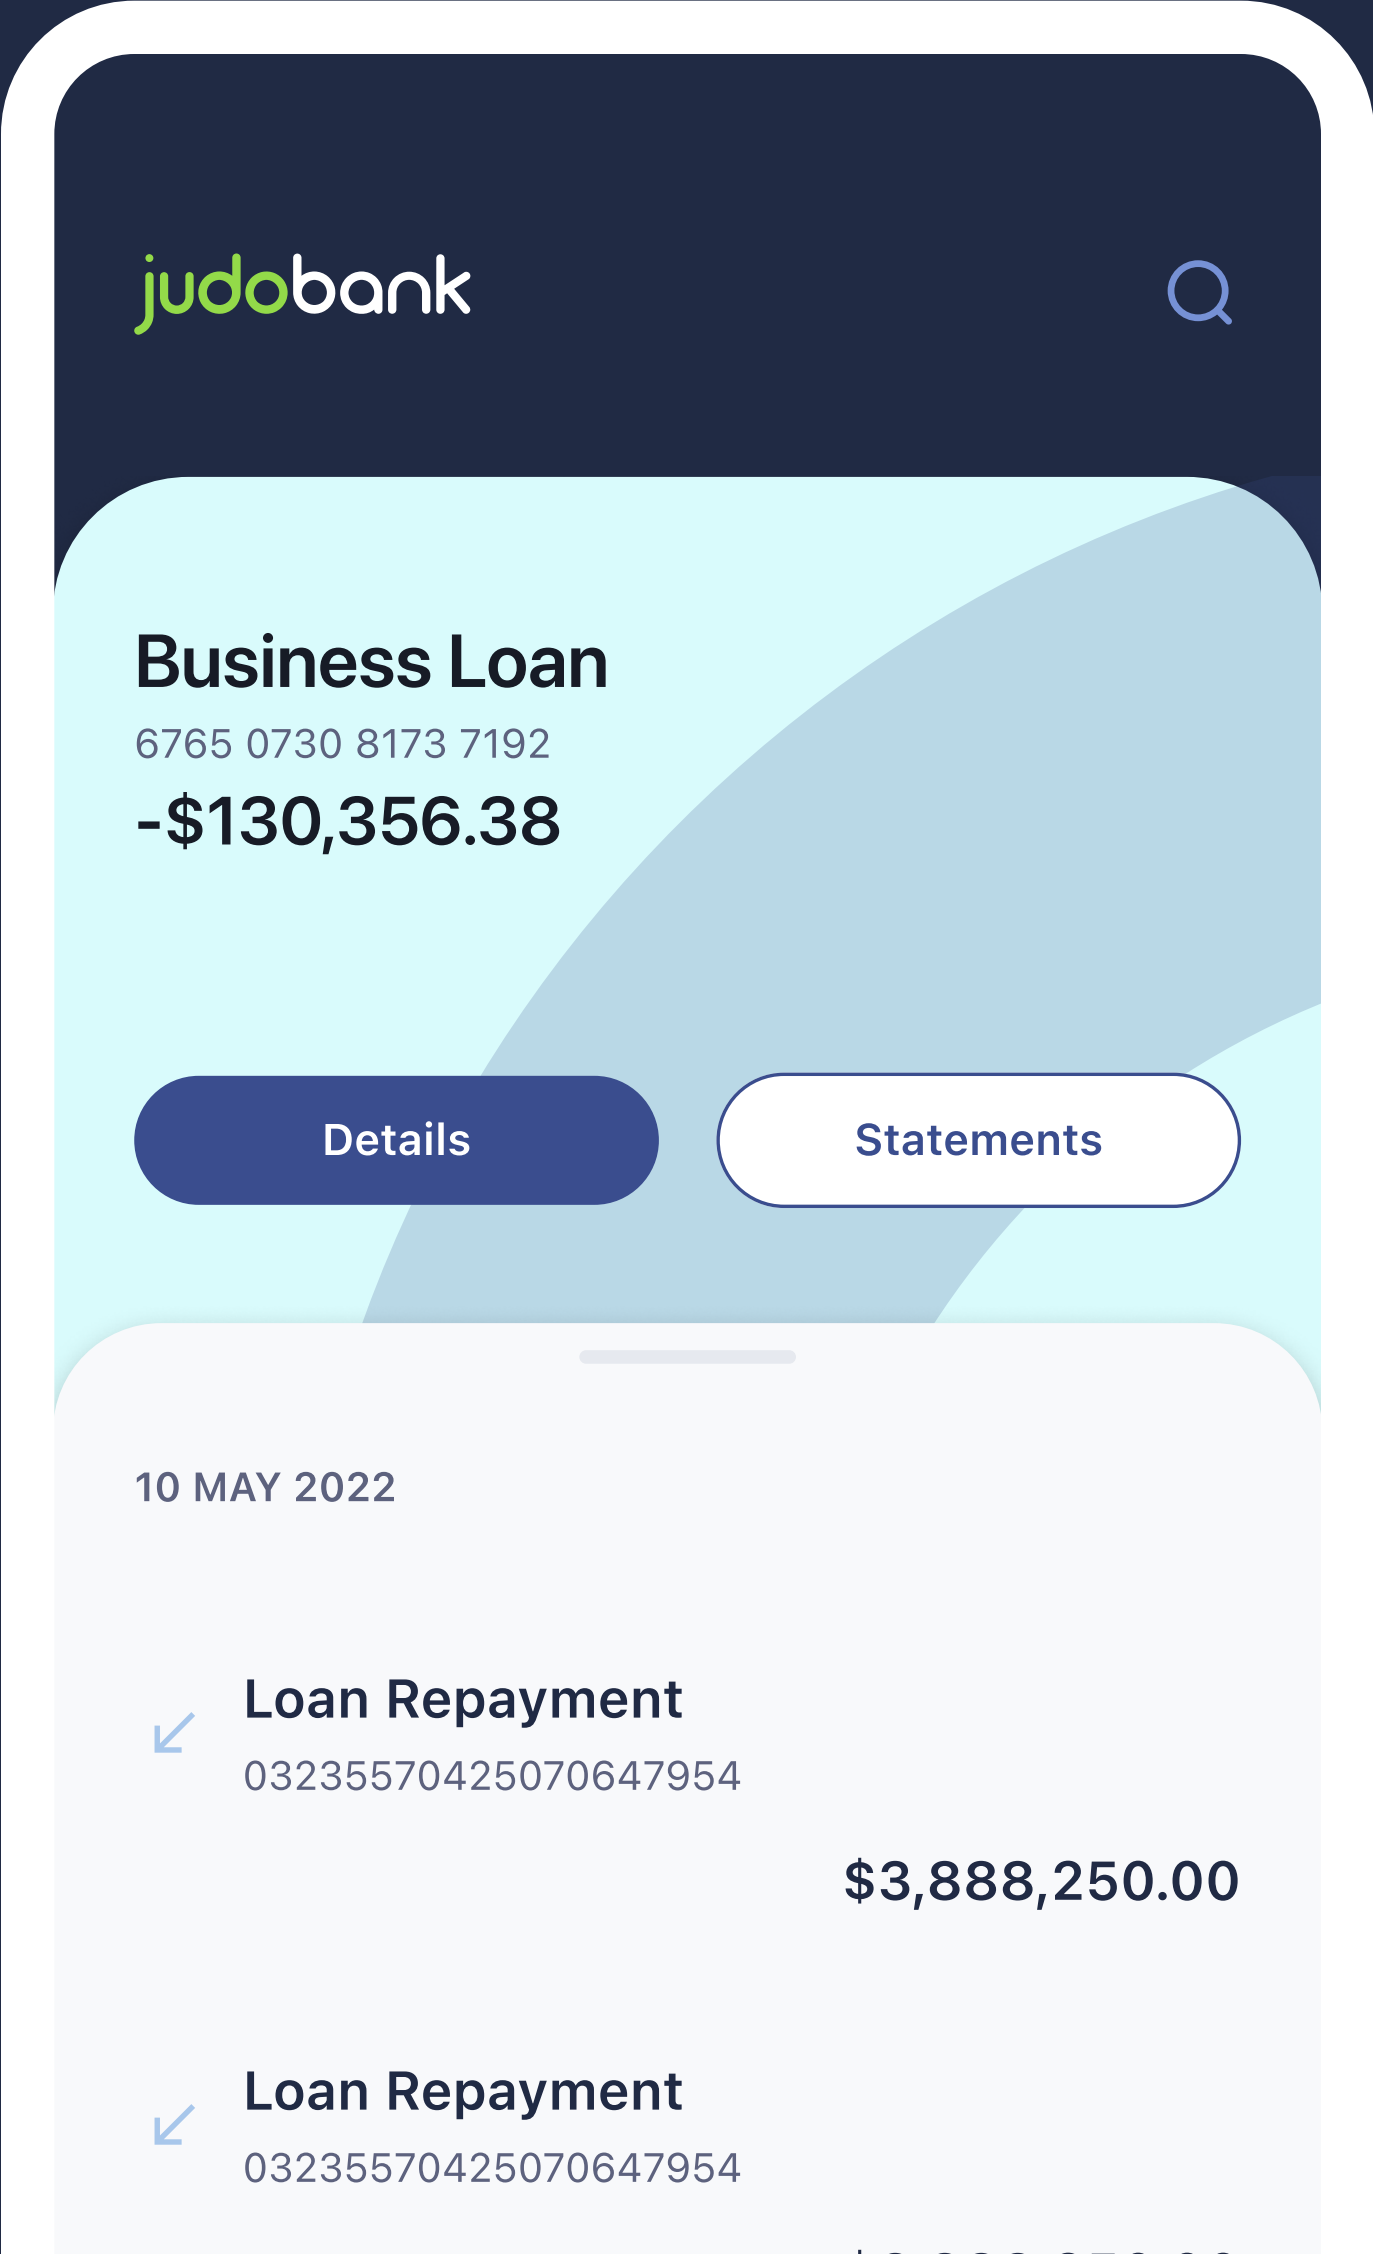 judobank
Business Loan
6765 0730 8173 7192
-$130,356.38
Details
Statements
10 MAY 2022
Loan Repayment
03235570425070647954
$3,888,250.00
Loan Repayment
03235570425070647954